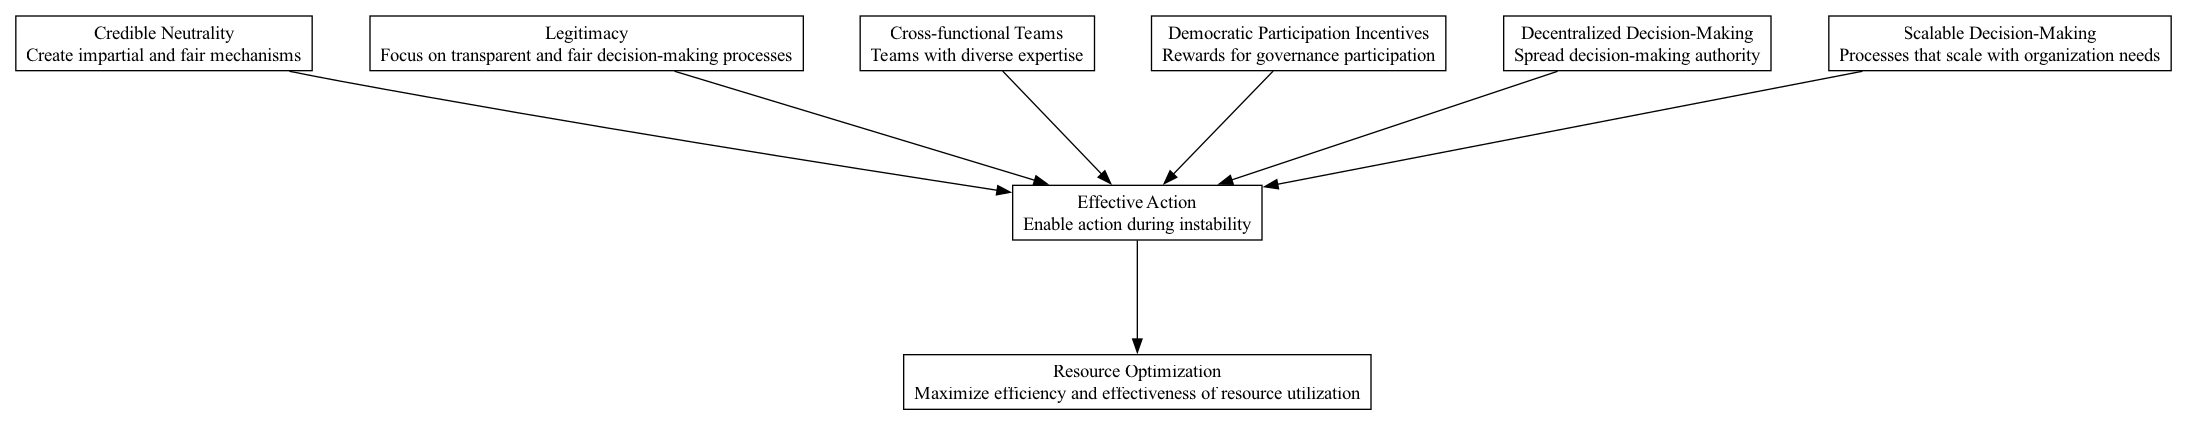 Credible Neutrality
Create impartial and fair mechanisms
Legitimacy
Focus on transparent and fair decision-making processes
Cross-functional Teams
Teams with diverse expertise
Democratic Participation Incentives
Rewards for governance participation
Decentralized Decision-Making
Spread decision-making authority
Scalable Decision-Making
Processes that scale with organization needs
Effective Action
Enable action during instability
Resource Optimization
Maximize efficiency and effectiveness of resource utilization